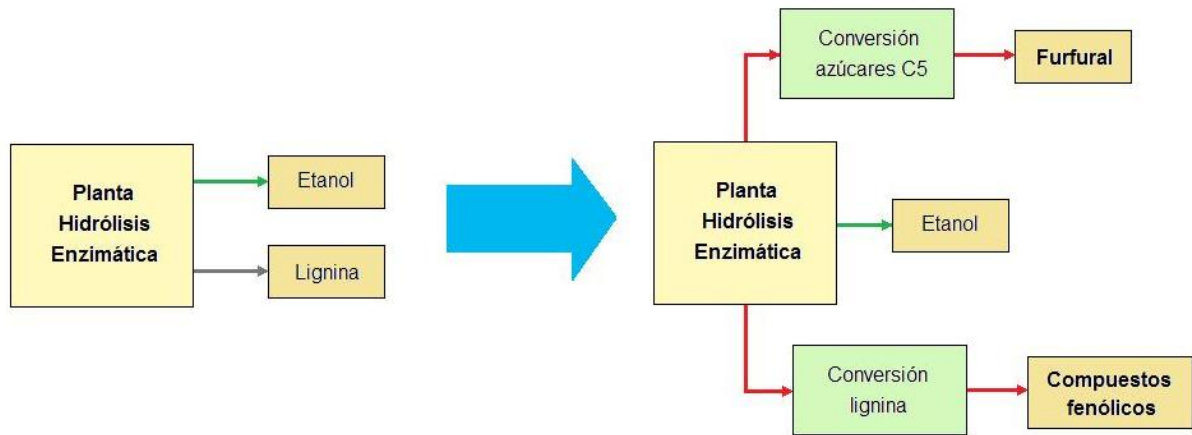 Planta
Hidrólisis
Enzimática
Etanol
Lignina
Conversión
azúcares C5
Furfural
Planta
Hidrólisis
Enzimática
Etanol
Conversión
lignina
Compuestos
fenólicos